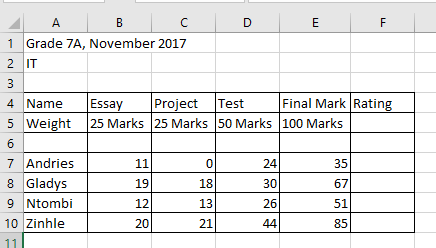 A B C D E F
1 Grade 7A, November 2017
2 IT
3
4 Name Essay Project Test Final Mark Rating
5 Weight 25 Marks 25 Marks 50 Marks 100 Marks
6
7 Andries 11 0 24 35
8 Gladys 19 18 30 67
9 Ntombi 12 13 26 51
10 Zinhle 20 21 44 85
11